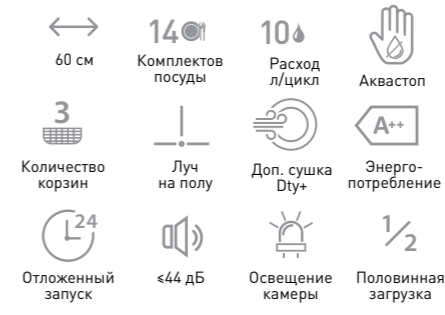 60 см
14
Комплектов
посуды
10
Расход
л/цикл
Аквастоп
3
Количество
корзин
Луч
на полу
Доп. сушка
Dty+
A++
Энерго-
потребление
24
Отложенный
запуск
≤44 дБ
Освещение
камеры
1/2
Половинная
загрузка